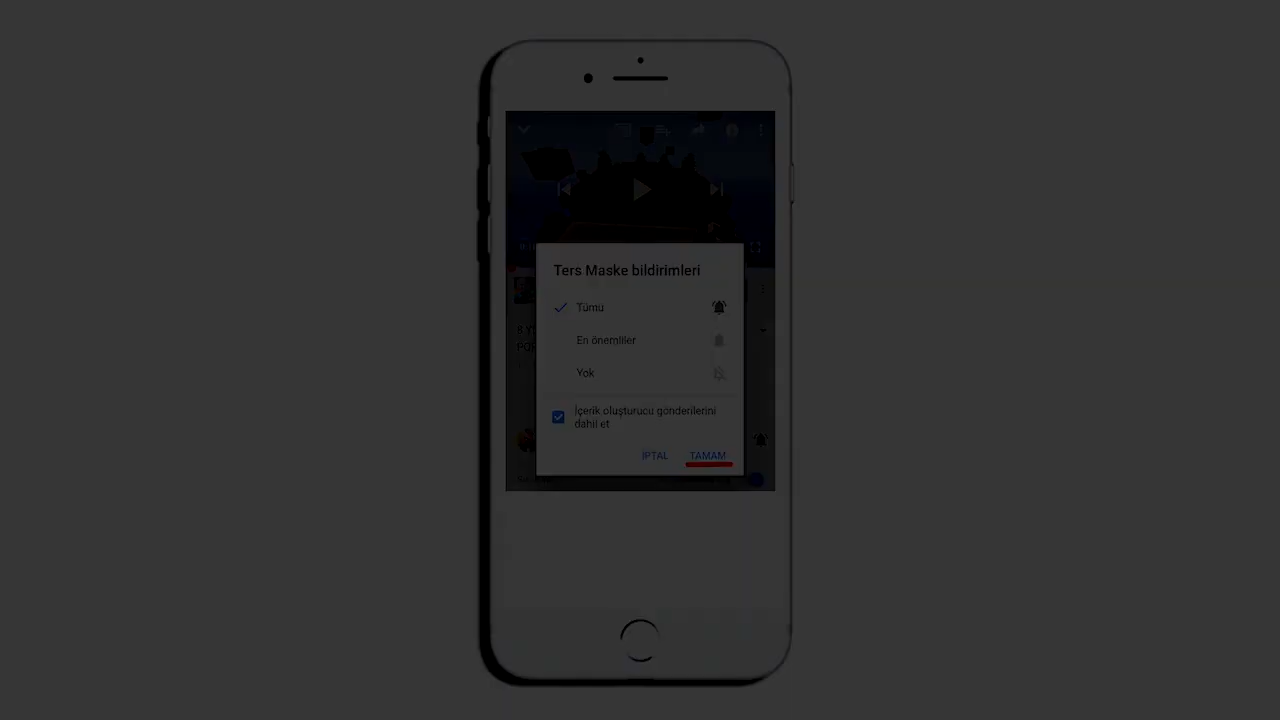 Ters Maske bildirimleri
Tümü
En önemliler
Yok
İçerik oluşturucu gönderilerini
dahil et
İPTAL
TAMAM